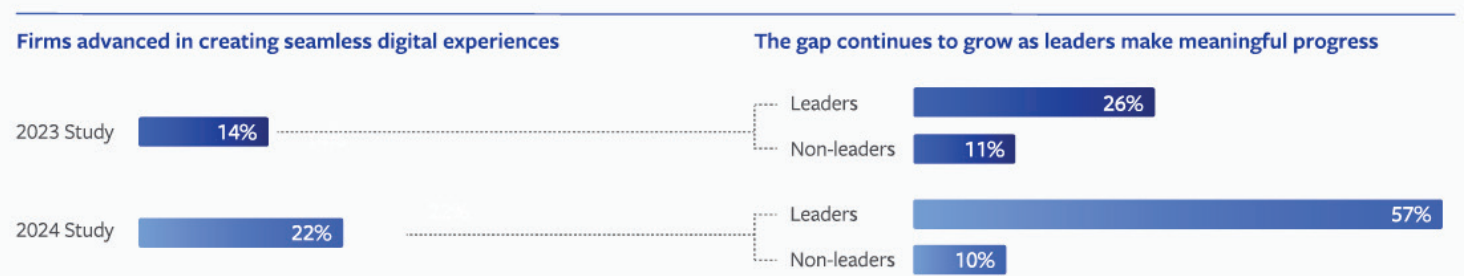 Firms advanced in creating seamless digital experiences
The gap continues to grow as leaders make meaningful progress
2023 Study
14%
Leaders
26%
Non-leaders
11%
2024 Study
22%
Leaders
57%
Non-leaders
10%